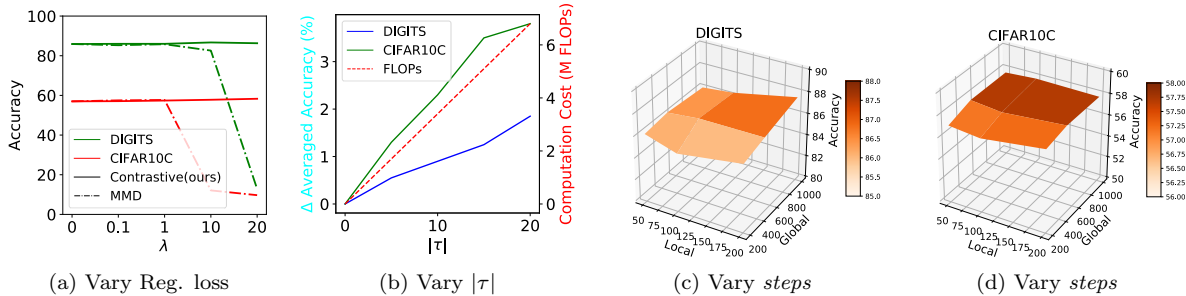 100
80
60
40
20
0
Accuracy
DIGITS
CIFAR10C
Contrastive(ours)
MMD
0 0.1 1 10 20
λ
(a) Vary Reg. loss
Δ Averaged Accuracy (%)
3
2
1
0
DIGITS
CIFAR10C
FLOPs
6
4
2
0
Computation Cost (M FLOPs)
0 10 20
|τ|
(b) Vary |τ|
DIGITS
90
88
86
84
82
80
Accuracy
50 75 100 125 150 175 200
Local
200 400 600 800 1000
Global
88.0
87.5
87.0
86.5
86.0
85.5
85.0
(c) Vary steps
CIFAR10C
60
58
56
54
52
50
Accuracy
50 75 100 125 150 175 200
Local
200 400 600 800 1000
Global
58.00
57.75
57.50
57.25
57.00
56.75
56.50
56.25
56.00
(d) Vary steps